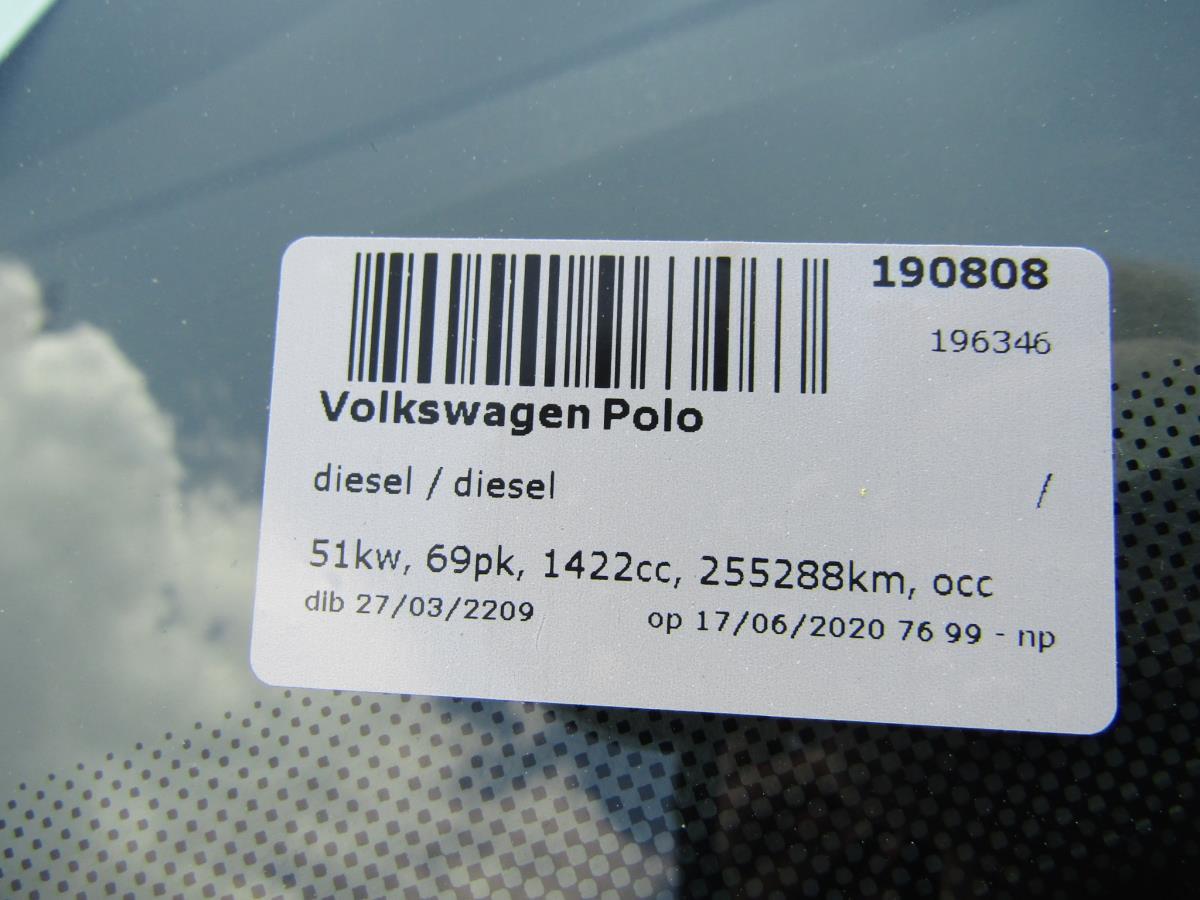 190808
196346
Volkswagen Polo
diesel / diesel /
51kw, 69pk, 1422cc, 255288km, occ
dib 27/03/2209 op 17/06/2020 76 99 - np